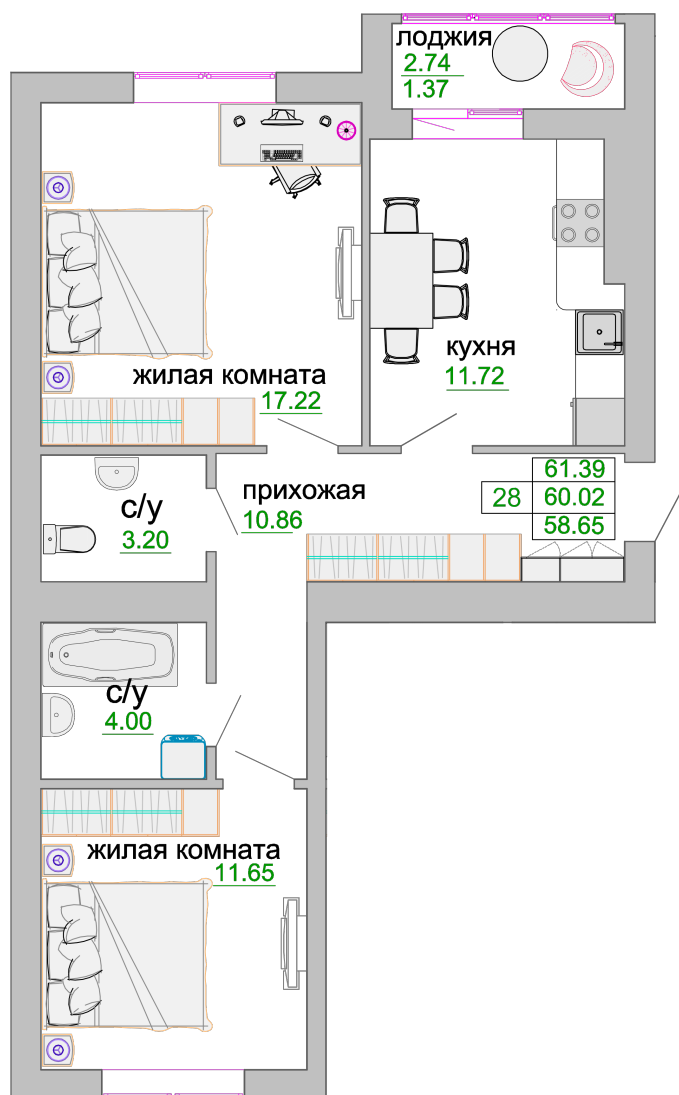 лоджия
2.74
1.37
кухня
11.72
жилая комната
17.22
с/у
3.20
прихожая
10.86
28
61.39
60.02
58.65
с/у
4.00
жилая комната
11.65